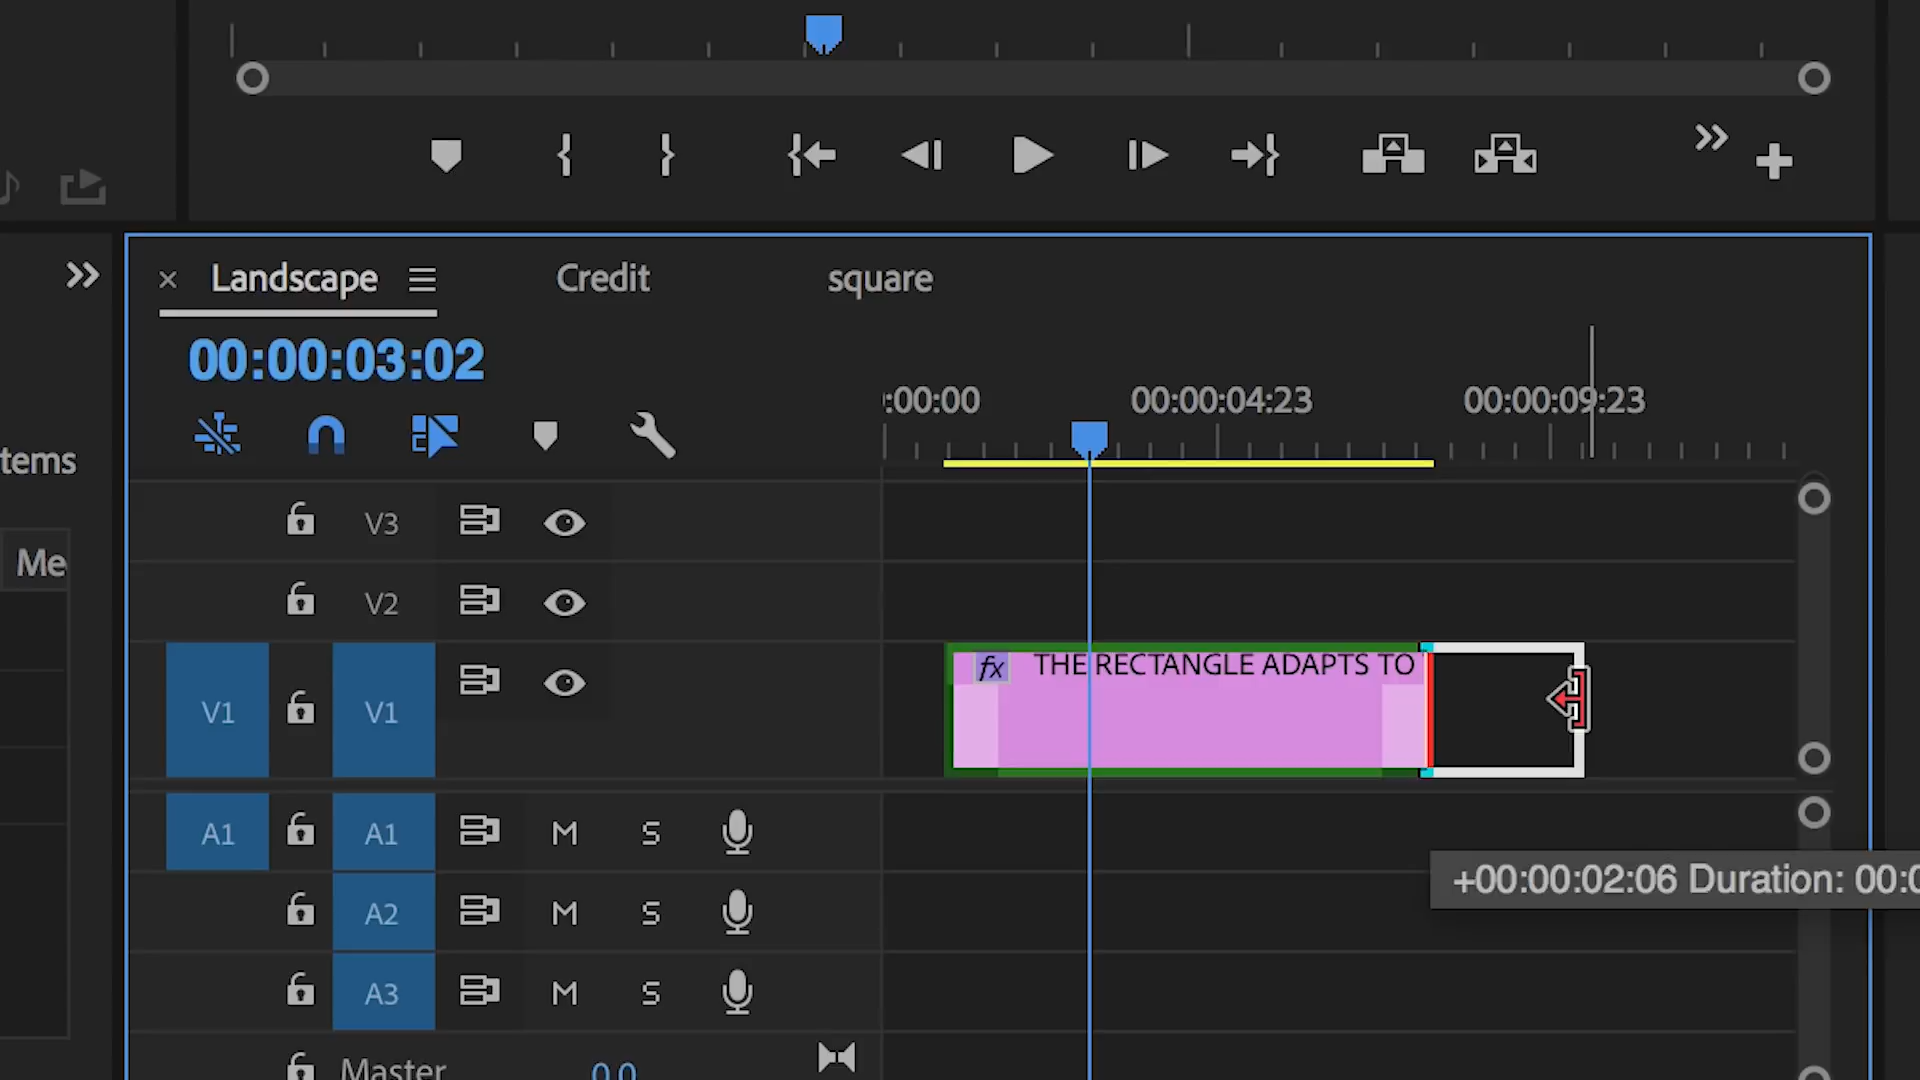 Landscape
Credit
square
00:00:03:02
:00:00
00:00:04:23
00:00:09:23
tems
Me
V3
V2
V1
V1
fx
THE RECTANGLE ADAPTS TO
A1
A1
M
S
+00:00:02:06 Duration: 00:0
A2
M
S
A3
M
S
Master
0.0